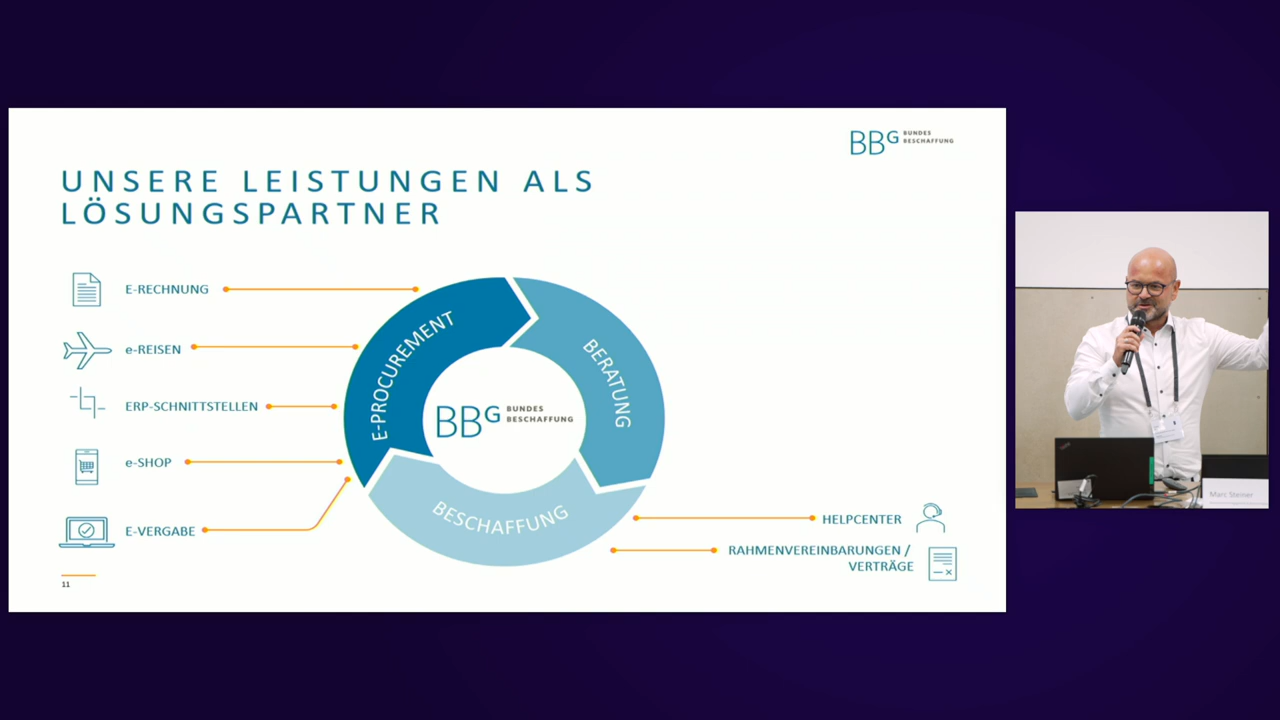 BBG BUNDES
BESCHAFFUNG
UNSERE LEISTUNGEN ALS
LÖSUNGSPARTNER
E-RECHNUNG
e-REISEN
ERP-SCHNITTSTELLEN
e-SHOP
E-VERGABE
E-PROCUREMENT
BERATUNG
BESCHAFFUNG
BBG BUNDES
BESCHAFFUNG
HELPCENTER
RAHMENVEREINBARUNGEN /
VERTRÄGE
11
Marc Steiner